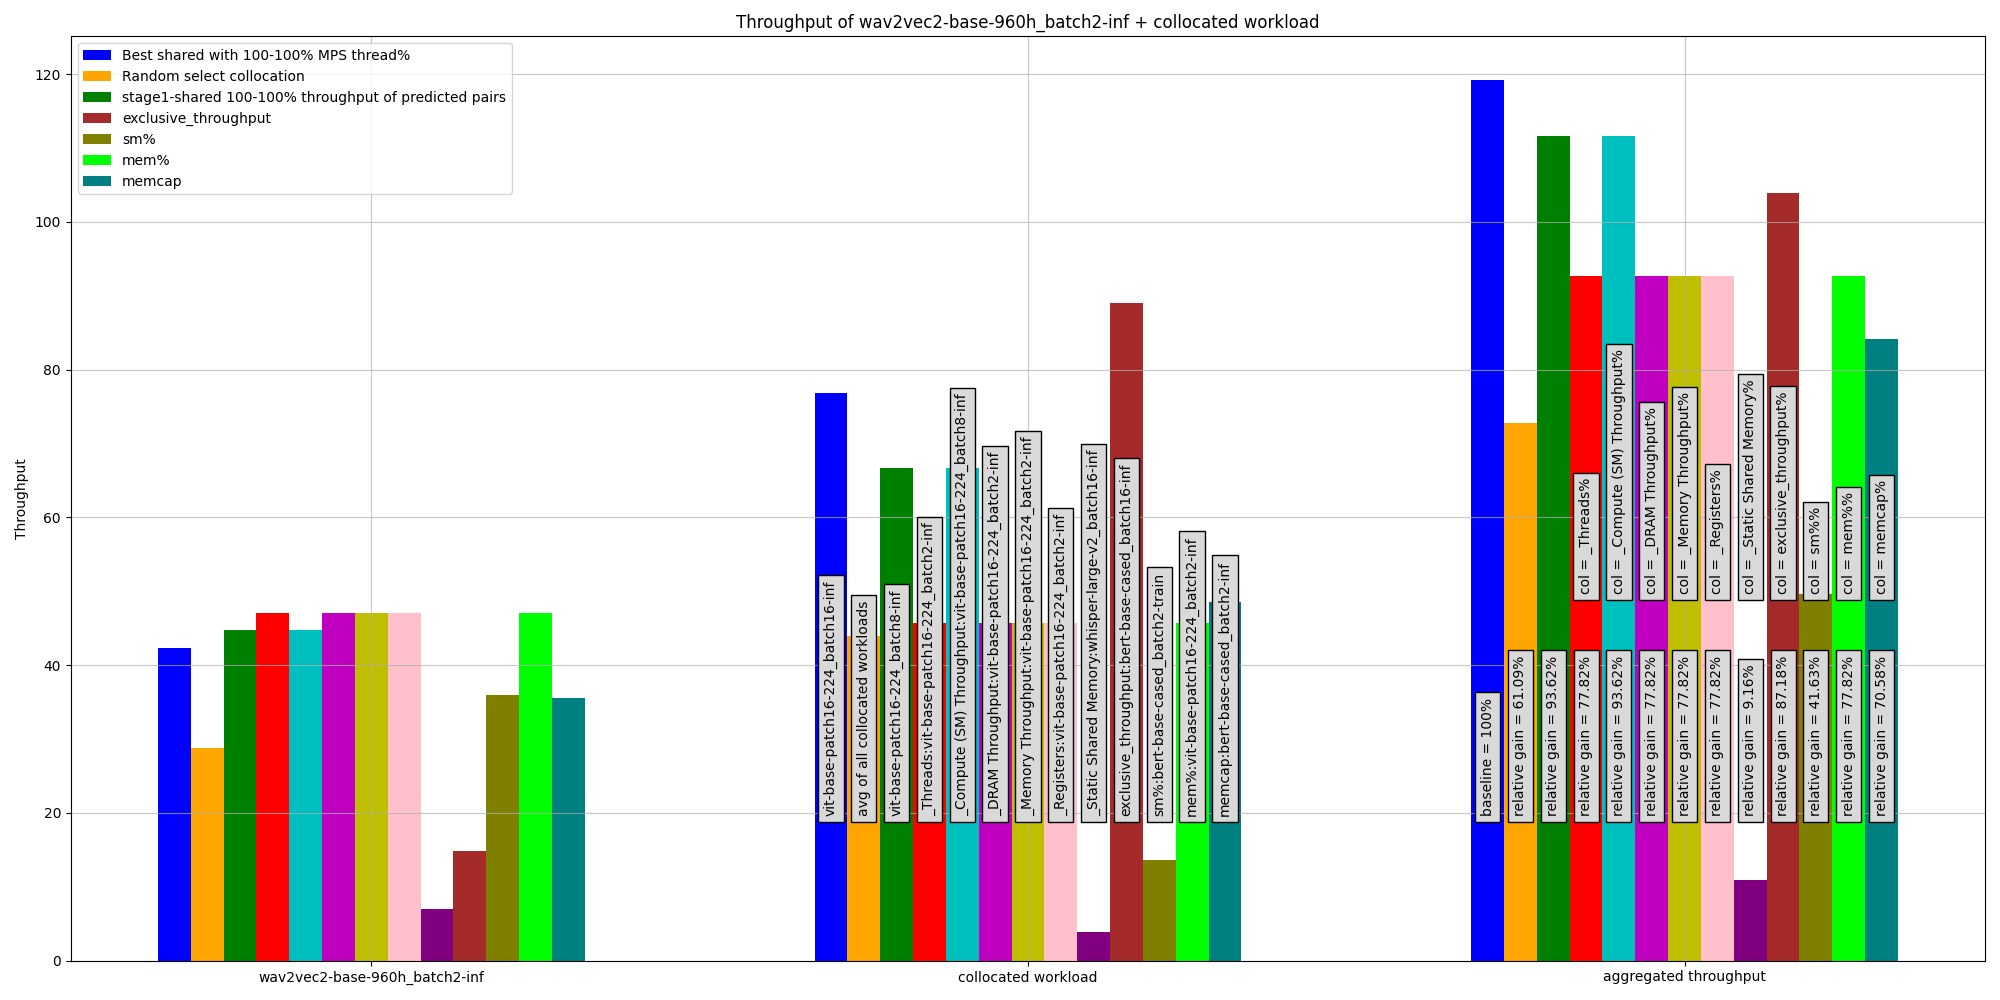 Throughput of wav2vec2-base-960h_batch2-inf + collocated workload
Best shared with 100-100% MPS thread%
Random select collocation
stage1-shared 100-100% throughput of predicted pairs
exclusive_throughput
sm%
mem%
memcap
Throughput
120
100
80
60
40
20
0
vit-base-patch16-224_batch16-inf
avg of all collocated workloads
vit-base-patch16-224_batch8-inf
_Threads:vit-base-patch16-224_batch2-inf
_Compute (SM) Throughput:vit-base-patch16-224_batch8-inf
_DRAM Throughput:vit-base-patch16-224_batch2-inf
_Memory Throughput:vit-base-patch16-224_batch2-inf
_Registers:vit-base-patch16-224_batch2-inf
_Static Shared Memory:whisper-large-v2_batch16-inf
exclusive_throughput:bert-base-cased_batch16-inf
sm%:bert-base-cased_batch2-train
mem%:vit-base-patch16-224_batch2-inf
memcap:bert-base-cased_batch2-inf
col = _Threads%
col = _Compute (SM) Throughput%
col = _DRAM Throughput%
col = _Memory Throughput%
col = _Registers%
col = _Static Shared Memory%
col = exclusive_throughput%
col = sm%%
col = mem%%
col = memcap%
baseline = 100%
relative gain = 61.09%
relative gain = 93.62%
relative gain = 77.82%
relative gain = 93.62%
relative gain = 77.82%
relative gain = 77.82%
relative gain = 77.82%
relative gain = 9.16%
relative gain = 87.18%
relative gain = 41.63%
relative gain = 77.82%
relative gain = 70.58%
wav2vec2-base-960h_batch2-inf
collocated workload
aggregated throughput